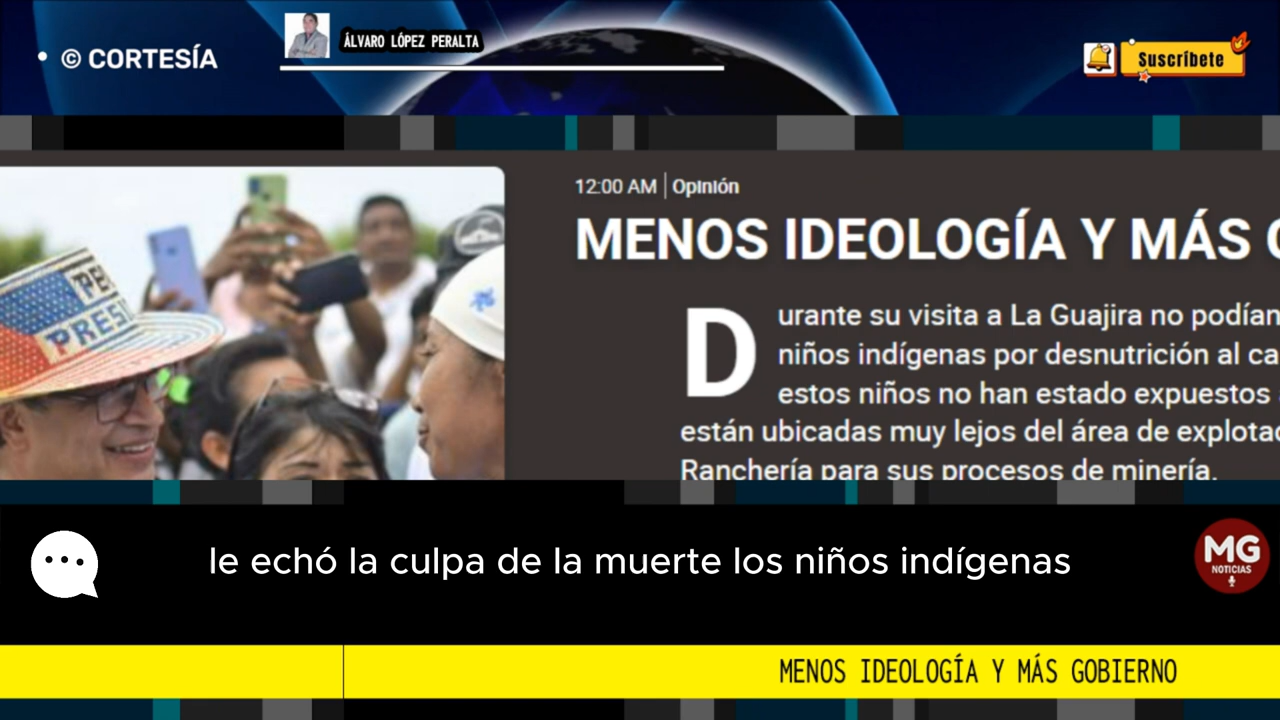 © CORTESÍA
ÁLVARO LÓPEZ PERALTA
Suscríbete
12:00 AM | Opinión
MENOS IDEOLOGÍA Y MÁS
Durante su visita a La Guajira no podían
niños indígenas por desnutrición al
estos niños no han estado expuestos
están ubicadas muy lejos del área de
Ranchería para sus procesos de minería.
le echó la culpa de la muerte los niños indígenas
MG
NOTICIAS
MENOS IDEOLOGÍA Y MÁS GOBIERNO